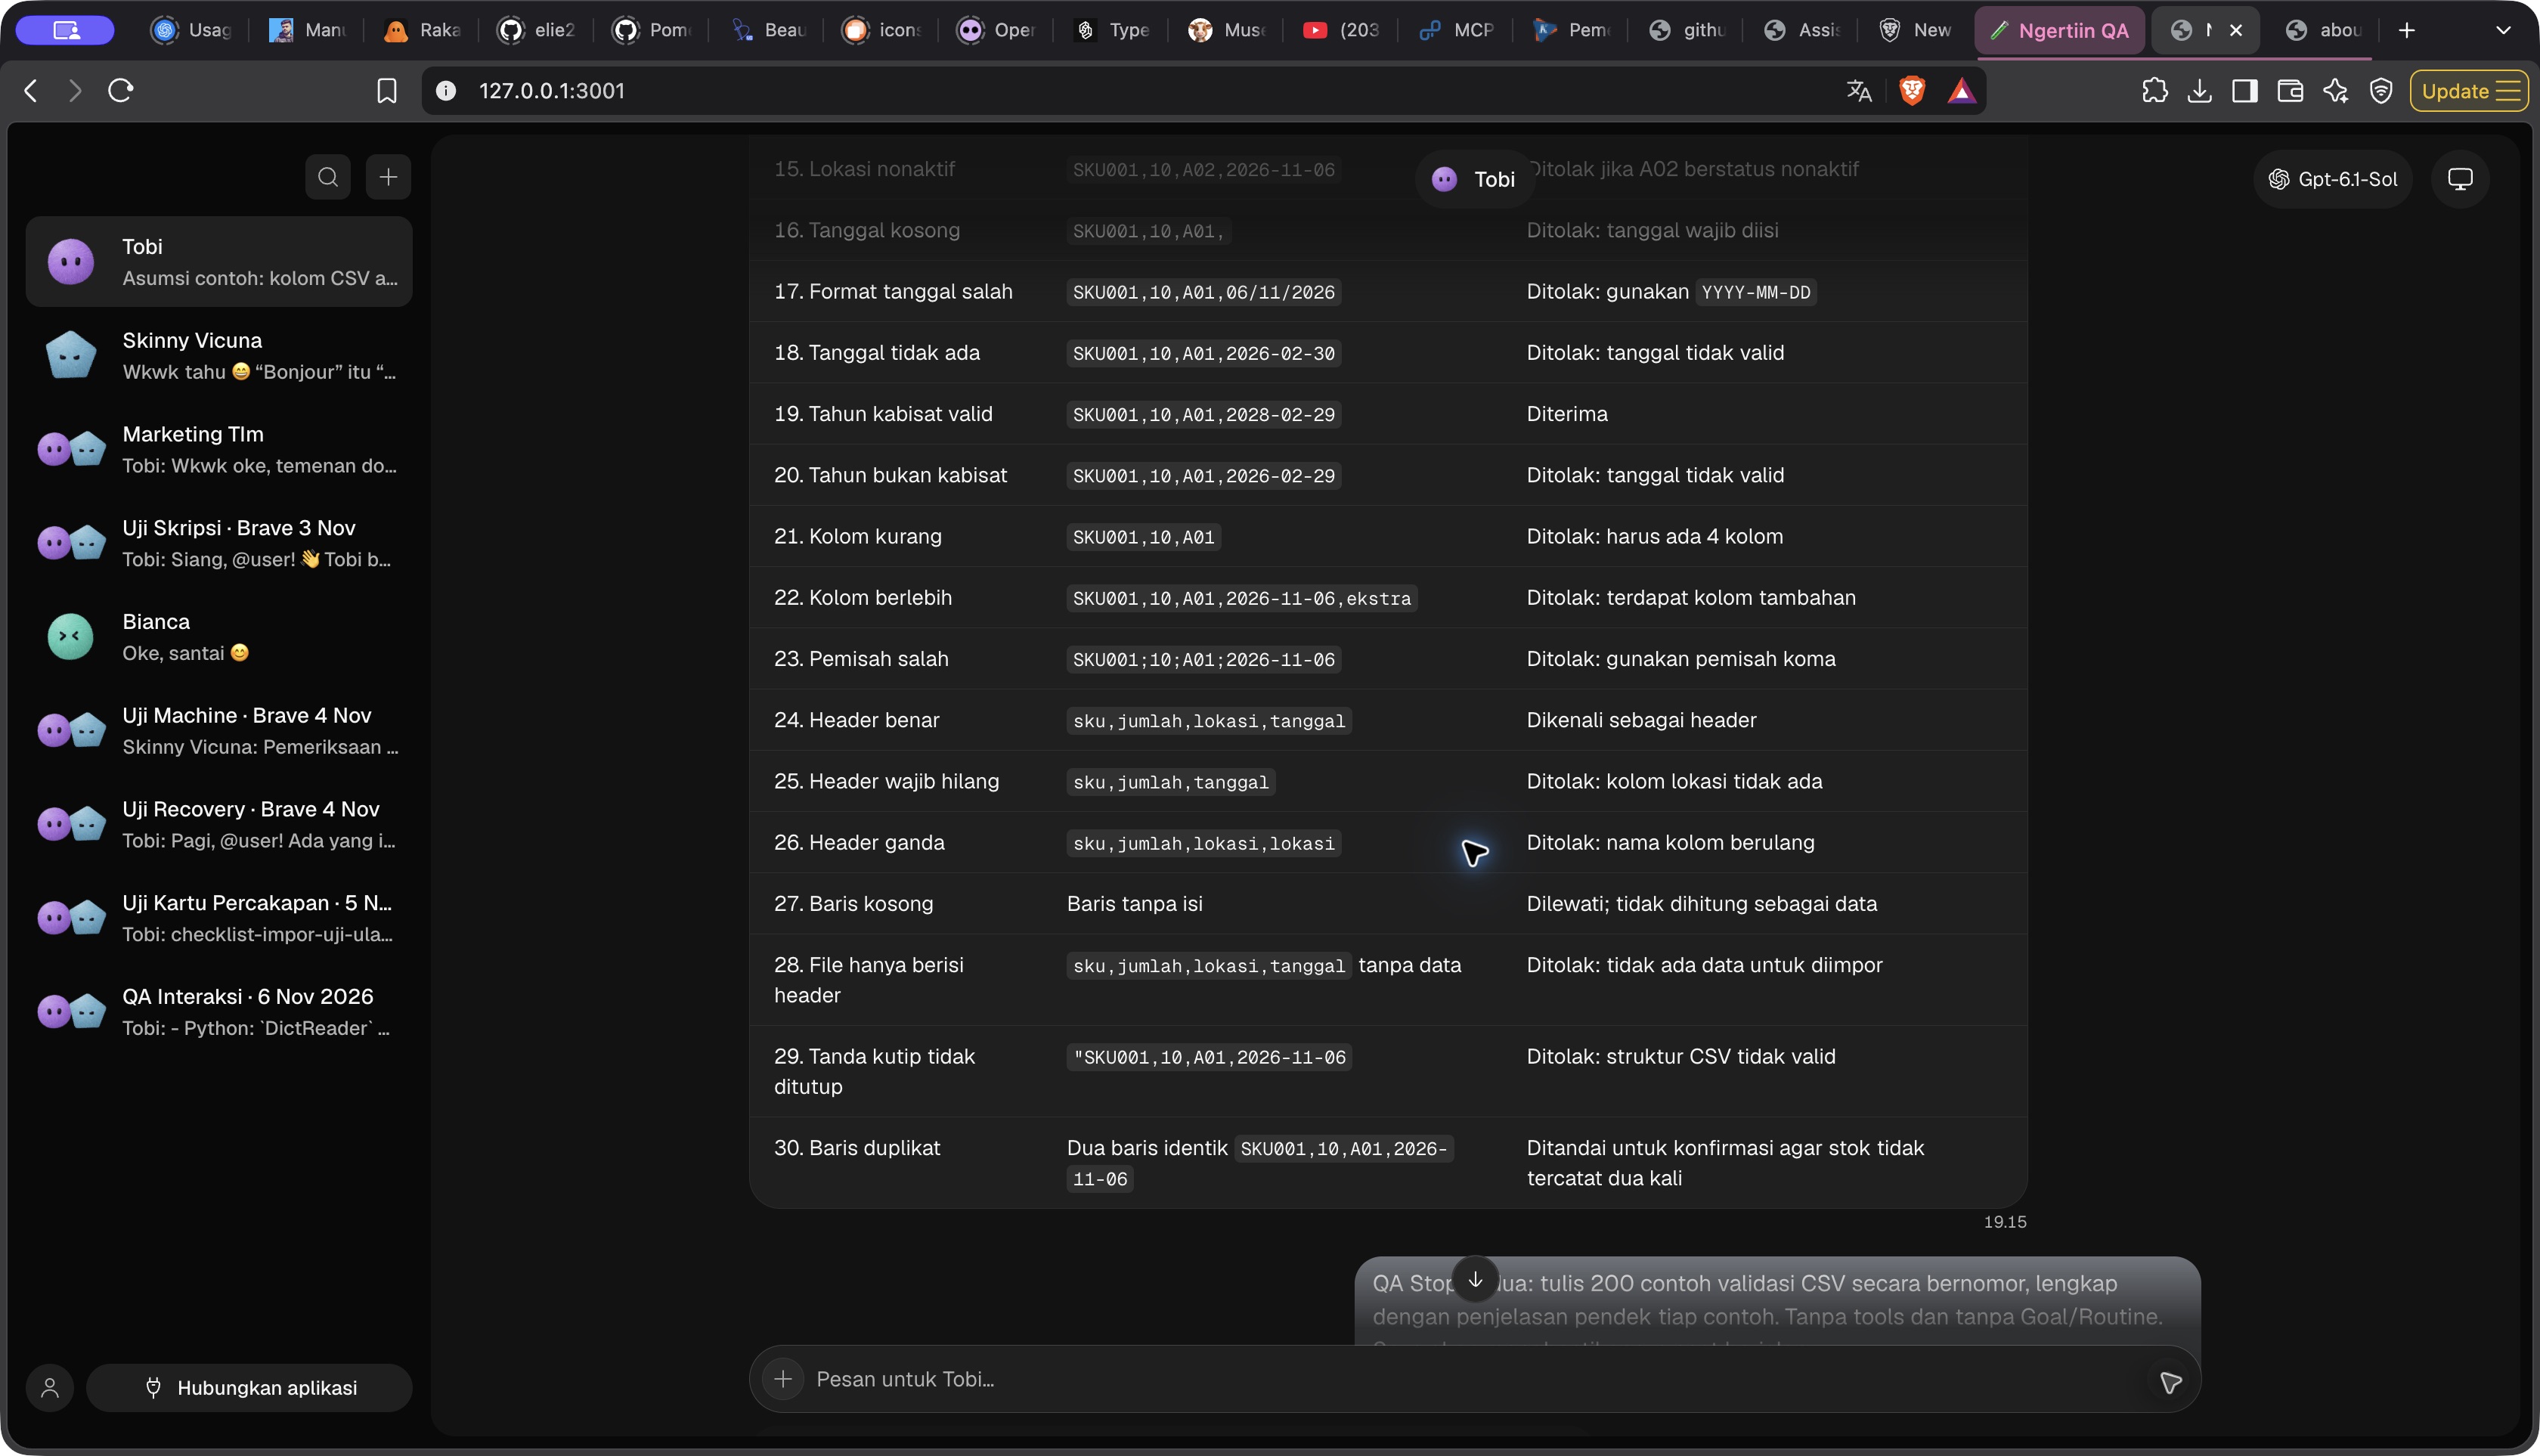 Usag
Manu
Raka
elie2
Pom
Beau
icons
Oper
Type
Muse
(203
MCP
Peme
githu
Assis
New
Ngertiin QA
abou
127.0.0.1:3001
Update
Tobi
Asumsi contoh: kolom CSV a...
Skinny Vicuna
Wkwk tahu 😄 “Bonjour” itu “...
Marketing TIm
Tobi: Wkwk oke, temenan do...
Uji Skripsi · Brave 3 Nov
Tobi: Siang, @user! 👋 Tobi b...
Bianca
Oke, santai 😊
Uji Machine · Brave 4 Nov
Skinny Vicuna: Pemeriksaan ...
Uji Recovery · Brave 4 Nov
Tobi: Pagi, @user! Ada yang i...
Uji Kartu Percakapan · 5 N...
Tobi: checklist-impor-uji-ula...
QA Interaksi · 6 Nov 2026
Tobi: - Python: `DictReader` ...
Hubungkan aplikasi
Tobi
Gpt-6.1-Sol
15. Lokasi nonaktif SKU001,10,A02,2026-11-06 Ditolak jika A02 berstatus nonaktif
16. Tanggal kosong SKU001,10,A01, Ditolak: tanggal wajib diisi
17. Format tanggal salah SKU001,10,A01,06/11/2026 Ditolak: gunakan YYYY-MM-DD
18. Tanggal tidak ada SKU001,10,A01,2026-02-30 Ditolak: tanggal tidak valid
19. Tahun kabisat valid SKU001,10,A01,2028-02-29 Diterima
20. Tahun bukan kabisat SKU001,10,A01,2026-02-29 Ditolak: tanggal tidak valid
21. Kolom kurang SKU001,10,A01 Ditolak: harus ada 4 kolom
22. Kolom berlebih SKU001,10,A01,2026-11-06,ekstra Ditolak: terdapat kolom tambahan
23. Pemisah salah SKU001;10;A01;2026-11-06 Ditolak: gunakan pemisah koma
24. Header benar sku,jumlah,lokasi,tanggal Dikenali sebagai header
25. Header wajib hilang sku,jumlah,tanggal Ditolak: kolom lokasi tidak ada
26. Header ganda sku,jumlah,lokasi,lokasi Ditolak: nama kolom berulang
27. Baris kosong Baris tanpa isi Dilewati; tidak dihitung sebagai data
28. File hanya berisi sku,jumlah,lokasi,tanggal tanpa data Ditolak: tidak ada data untuk diimpor
header
29. Tanda kutip tidak "SKU001,10,A01,2026-11-06 Ditolak: struktur CSV tidak valid
ditutup
30. Baris duplikat Dua baris identik SKU001,10,A01,2026- Ditandai untuk konfirmasi agar stok tidak
11-06 tercatat dua kali
19.15
QA Stop dua: tulis 200 contoh validasi CSV secara bernomor, lengkap
dengan penjelasan pendek tiap contoh. Tanpa tools dan tanpa Goal/Routine.
Pesan untuk Tobi...